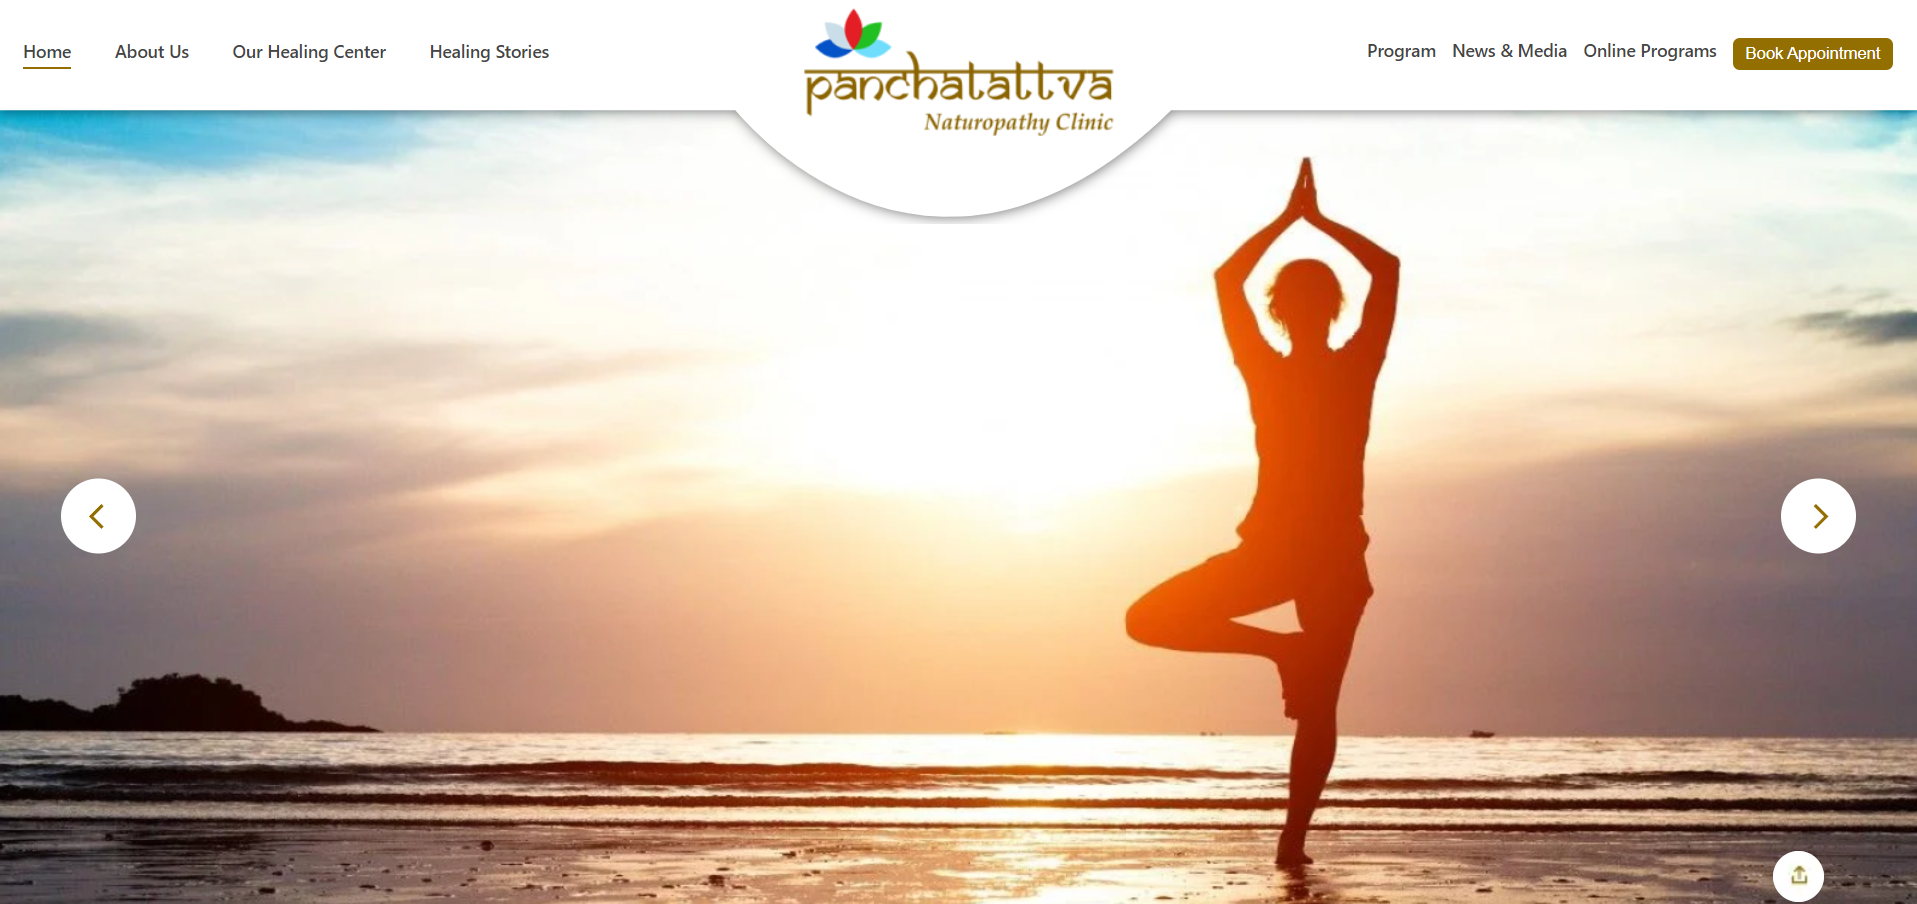 Home
About Us
Our Healing Center
Healing Stories
panchatattva
Naturopathy Clinic
Program
News & Media
Online Programs
Book Appointment